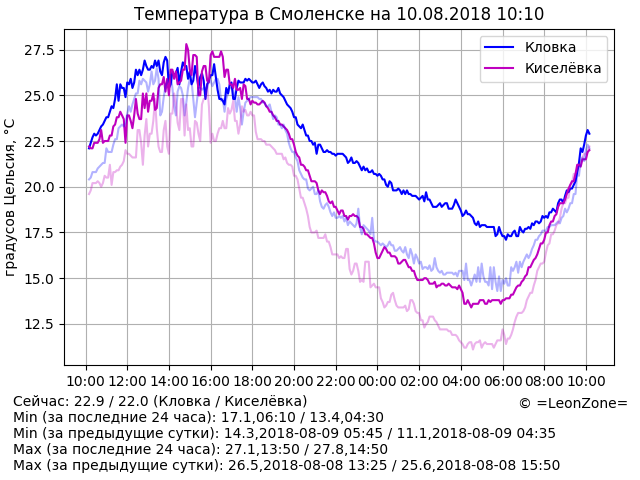 Температура в Смоленске на 10.08.2018 10:10
Кловка
Киселёвка
градусов Цельсия, °C
27.5
25.0
22.5
20.0
17.5
15.0
12.5
10:00 12:00 14:00 16:00 18:00 20:00 22:00 00:00 02:00 04:00 06:00 08:00 10:00
Сейчас: 22.9 / 22.0 (Кловка / Киселёвка)
© =LeonZone=
Min (за последние 24 часа): 17.1,06:10 / 13.4,04:30
Min (за предыдущие сутки): 14.3,2018-08-09 05:45 / 11.1,2018-08-09 04:35
Max (за последние 24 часа): 27.1,13:50 / 27.8,14:50
Max (за предыдущие сутки): 26.5,2018-08-08 13:25 / 25.6,2018-08-08 15:50